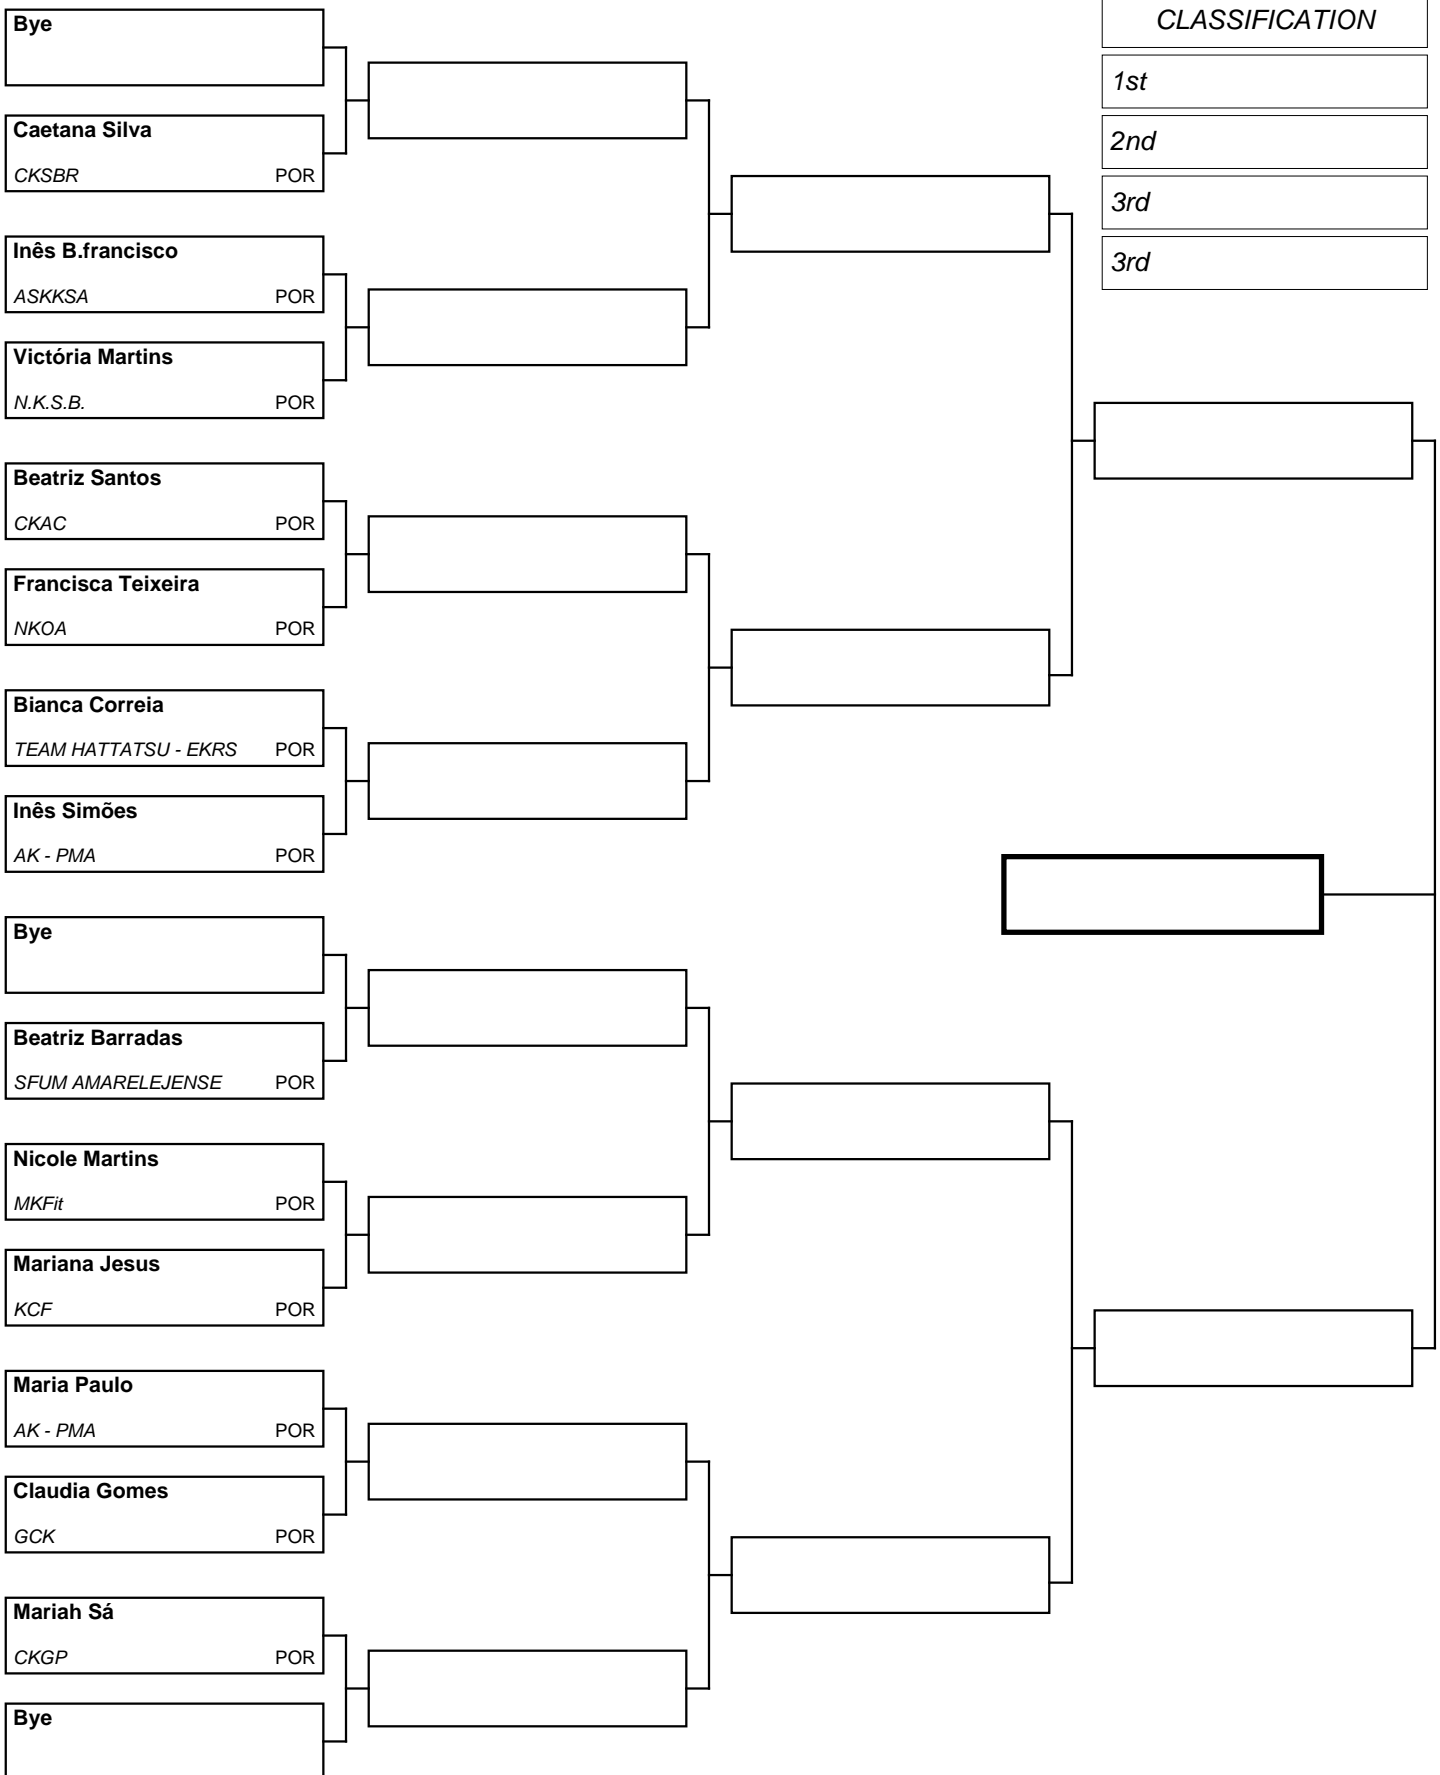 CLASSIFICATION
1st
2nd
3rd
3rd
Bye
Caetana Silva
CKSBR POR
Inês B.francisco
ASKKSA POR
Victória Martins
N.K.S.B. POR
Beatriz Santos
CKAC POR
Francisca Teixeira
NKOA POR
Bianca Correia
TEAM HATTATSU - EKRS POR
Inês Simões
AK - PMA POR
Bye
Beatriz Barradas
SFUM AMARELEJENSE POR
Nicole Martins
MKFit POR
Mariana Jesus
KCF POR
Maria Paulo
AK - PMA POR
Claudia Gomes
GCK POR
Mariah Sá
CKGP POR
Bye